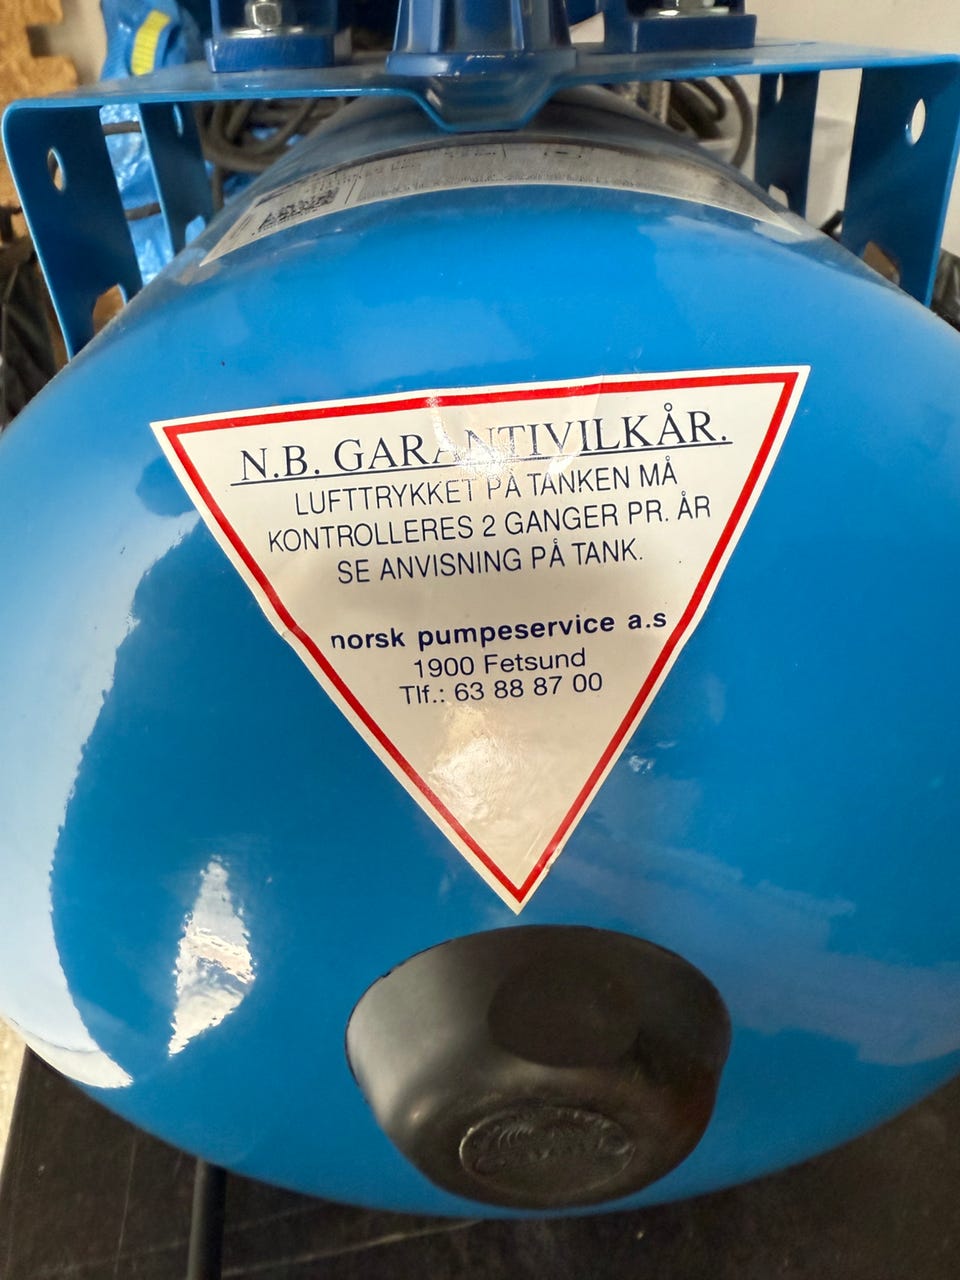 N.B. GARANTIVILKÅR.
LUFTTRYKKET PÅ TANKEN MÅ
KONTROLLERES 2 GANGER PR. ÅR
SE ANVISNING PÅ TANK.
norsk pumpeservice a.s
1900 Fetsund
Tlf.: 63 88 87 00